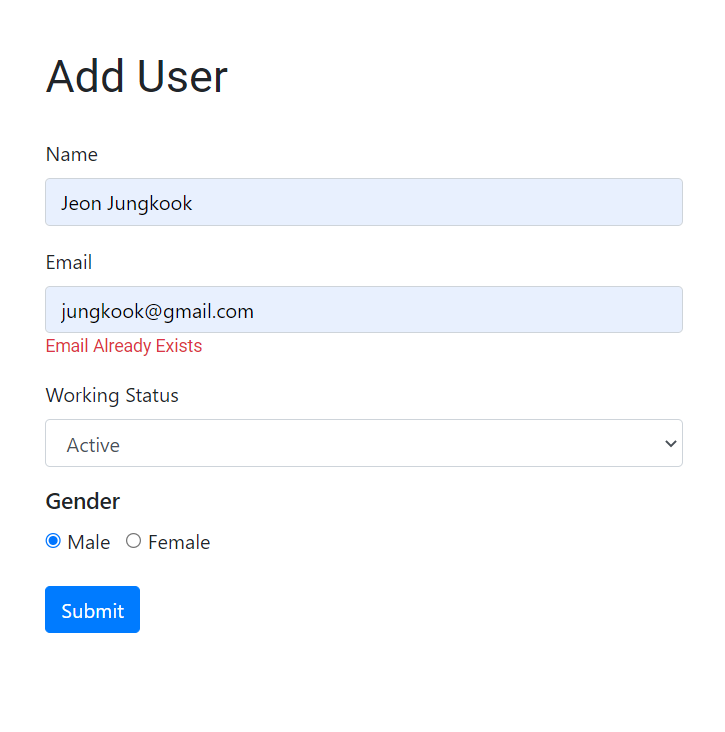 Add User
Name
Jeon Jungkook
Email
jungkook@gmail.com
Email Already Exists
Working Status
Active
Gender
Male Female
Submit